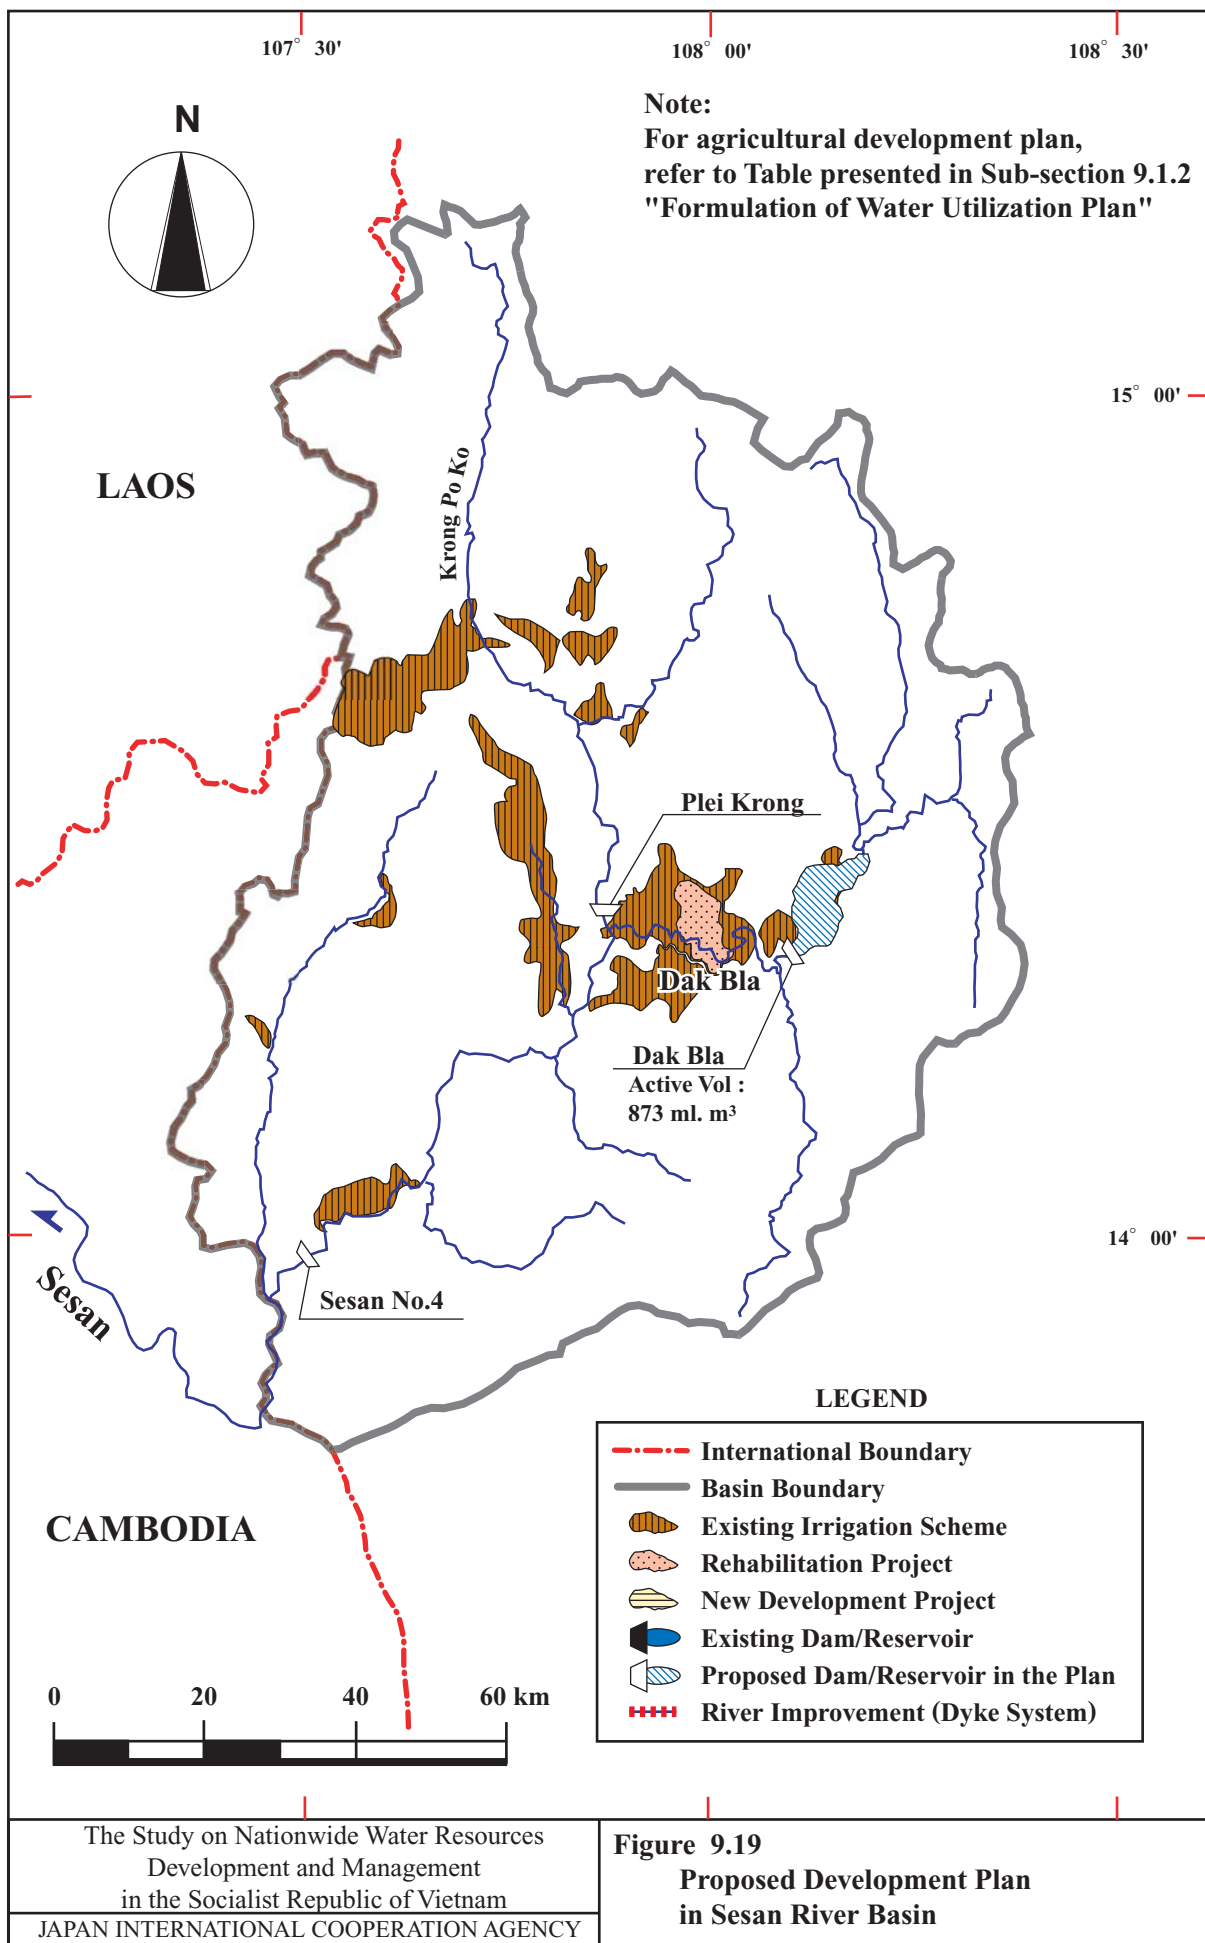 107° 30'
108° 00'
108° 30'
N
Note:
For agricultural development plan,
refer to Table presented in Sub-section 9.1.2
"Formulation of Water Utilization Plan"
15° 00'
LAOS
Krong Po Ko
Plei Krong
Dak Bla
Dak Bla
Active Vol :
873 ml. m³
14° 00'
Sesan
Sesan No.4
LEGEND
International Boundary
Basin Boundary
Existing Irrigation Scheme
Rehabilitation Project
New Development Project
Existing Dam/Reservoir
Proposed Dam/Reservoir in the Plan
River Improvement (Dyke System)
CAMBODIA
0 20 40 60 km
The Study on Nationwide Water Resources
Development and Management
in the Socialist Republic of Vietnam
JAPAN INTERNATIONAL COOPERATION AGENCY
Figure 9.19
Proposed Development Plan
in Sesan River Basin